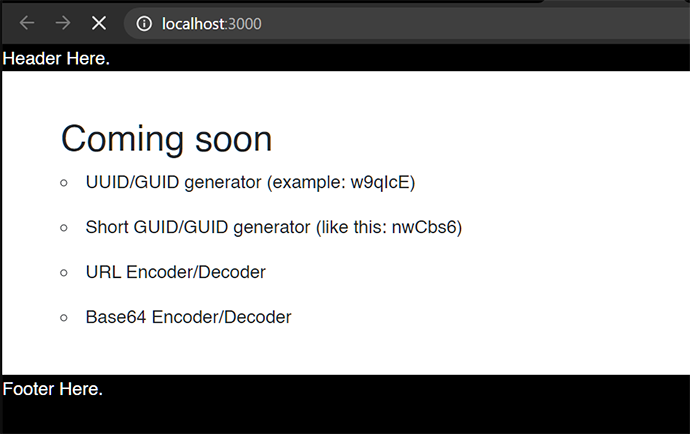 localhost:3000
Header Here.
Coming soon
UUID/GUID generator (example: w9qIcE)
Short GUID/GUID generator (like this: nwCbs6)
URL Encoder/Decoder
Base64 Encoder/Decoder
Footer Here.